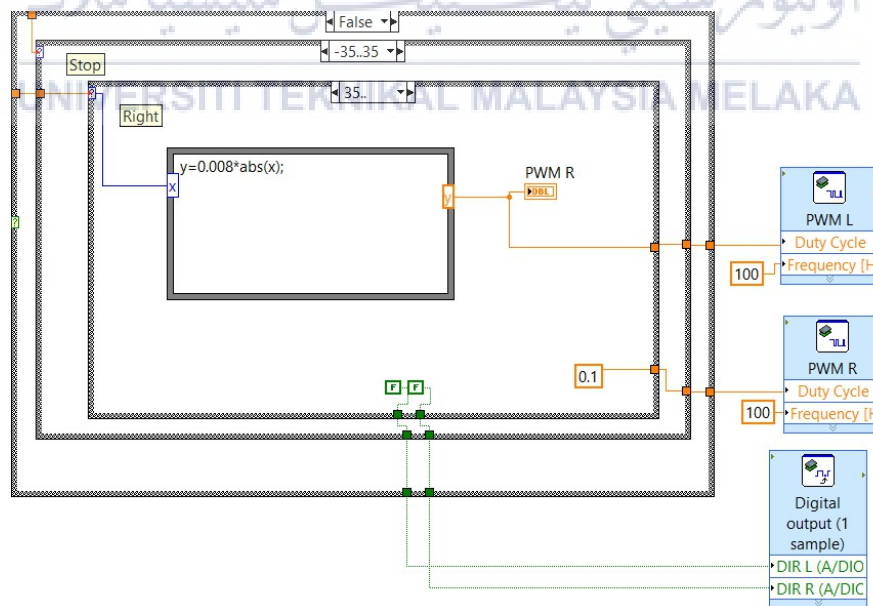 False
-35..35
Stop
UNIVERSITI TEKNIKAL MALAYSIA MELAKA
35..
Right
y=0.008*abs(x);
x
y
PWM R
DBL
?
PWM L
Duty Cycle
100
Frequency [H
PWM R
0.1
Duty Cycle
100
Frequency [H
F
F
Digital
output (1
sample)
DIR L (A/DIO
DIR R (A/DIC